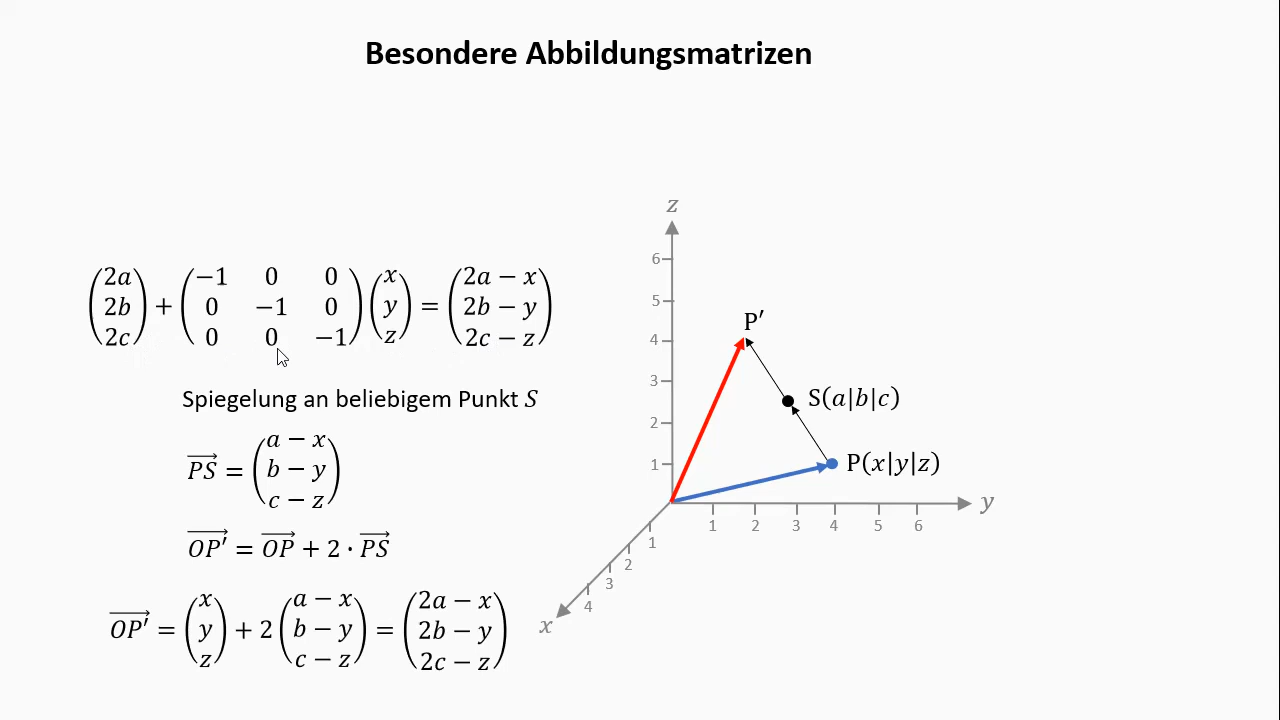 Besondere Abbildungsmatrizen
(2a 2b 2c) + (−1 0 0 0 −1 0 0 0 −1) (x y z) = (2a − x 2b − y 2c − z)
Spiegelung an beliebigem Punkt S
PS = (a − x b − y c − z)
OP′ = OP + 2 · PS
OP′ = (x y z) + 2 (a − x b − y c − z) = (2a − x 2b − y 2c − z)
z
6
5
4
3
2
1
P′
S(a|b|c)
P(x|y|z)
1 2 3 4 5 6
y
1
2
3
4
x